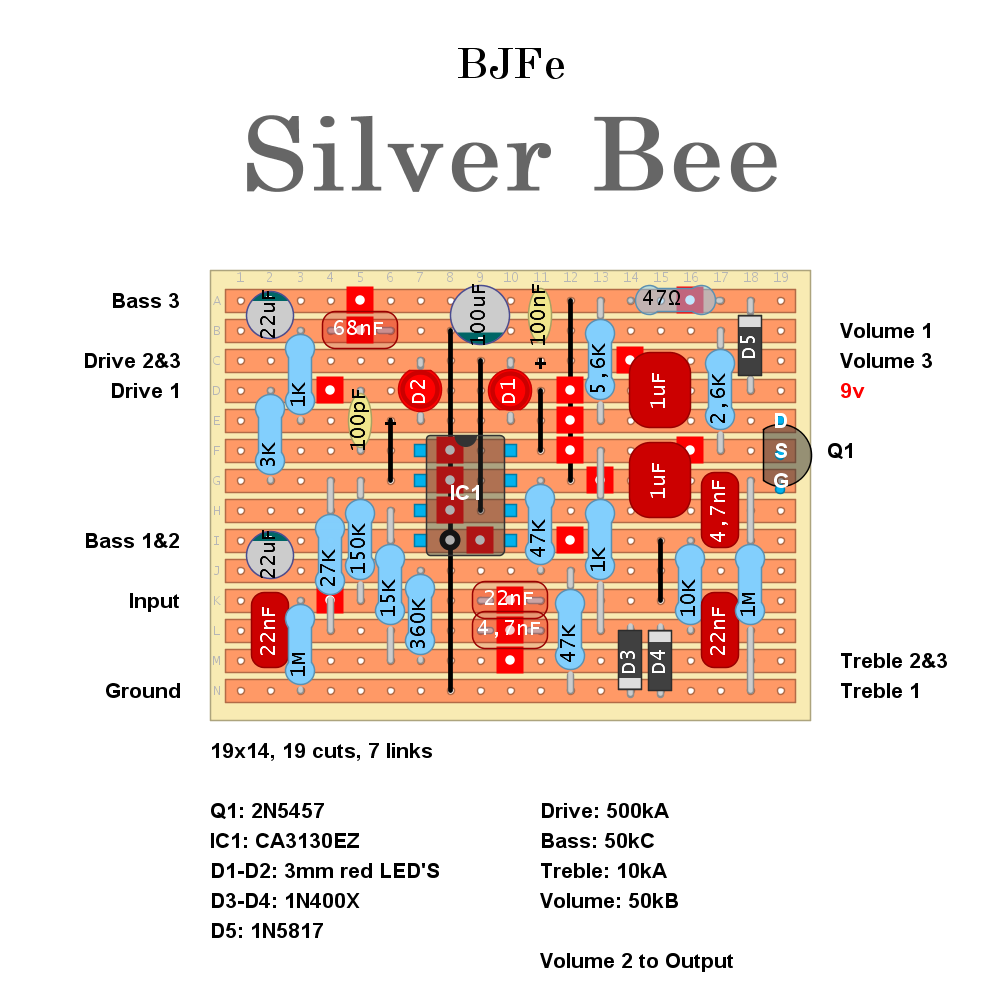 BJFe
Silver Bee
1 2 3 4 5 6 7 8 9 10 11 12 13 14 15 16 17 18 19
A
Bass 3
22uF
100uF
100nF
47Ω
B
68nF
Volume 1
D5
C
Drive 2&3
5,6K
Volume 3
D
Drive 1
1K
D2
D1
1uF
2,6K
9v
E
100pF
D
F
3K
S
Q1
G
IC1
1uF
G
H
4,7nF
I
Bass 1&2
22uF
150K
47K
1K
J
27K
K
Input
15K
22nF
10K
1M
L
22nF
360K
4,7nF
47K
22nF
M
1M
D3
D4
Treble 2&3
N
Ground
Treble 1
19x14, 19 cuts, 7 links
Q1: 2N5457
IC1: CA3130EZ
D1-D2: 3mm red LED'S
D3-D4: 1N400X
D5: 1N5817
Drive: 500kA
Bass: 50kC
Treble: 10kA
Volume: 50kB
Volume 2 to Output